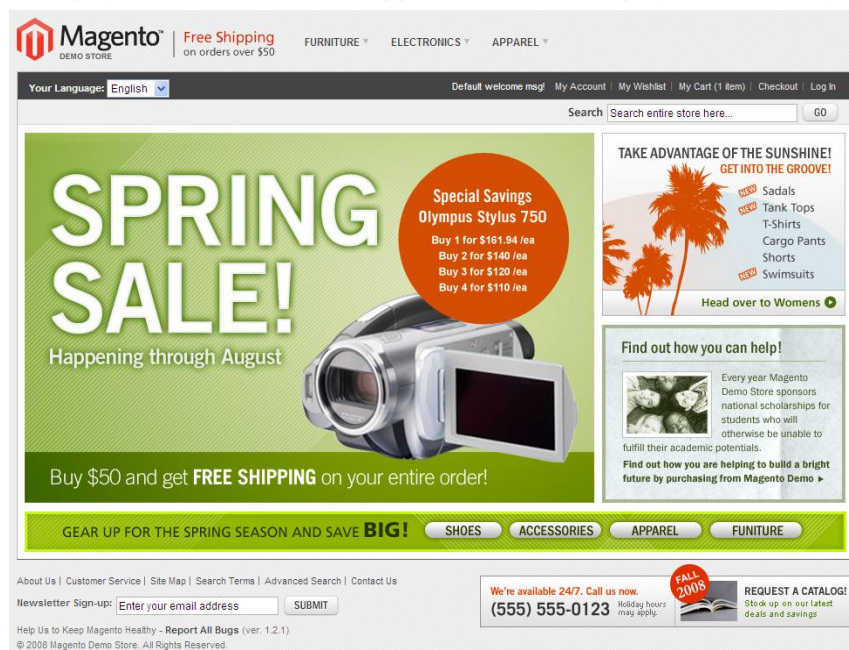 Magento™
DEMO STORE
Free Shipping
on orders over $50
FURNITURE
ELECTRONICS
APPAREL
Your Language: English
Default welcome msg! My Account | My Wishlist | My Cart (1 item) | Checkout | Log In
Search Search entire store here... GO
SPRING
SALE!
Happening through August
Special Savings
Olympus Stylus 750
Buy 1 for $161.94 /ea
Buy 2 for $140 /ea
Buy 3 for $120 /ea
Buy 4 for $110 /ea
Buy $50 and get FREE SHIPPING on your entire order!
TAKE ADVANTAGE OF THE SUNSHINE!
GET INTO THE GROOVE!
NEW Sadals
NEW Tank Tops
T-Shirts
Cargo Pants
Shorts
NEW Swimsuits
Head over to Womens
Find out how you can help!
Every year Magento
Demo Store sponsors
national scholarships for
students who will
otherwise be unable to
fulfill their academic potentials.
Find out how you are helping to build a bright
future by purchasing from Magento Demo
GEAR UP FOR THE SPRING SEASON AND SAVE BIG! SHOES ACCESSORIES APPAREL FUNITURE
About Us | Customer Service | Site Map | Search Terms | Advanced Search | Contact Us
Newsletter Sign-up: Enter your email address SUBMIT
Help Us to Keep Magento Healthy - Report All Bugs (ver. 1.2.1)
© 2008 Magento Demo Store. All Rights Reserved.
We're available 24/7. Call us now.
(555) 555-0123 Holiday hours
may apply.
FALL
2008
REQUEST A CATALOG!
Stock up on our latest
deals and savings